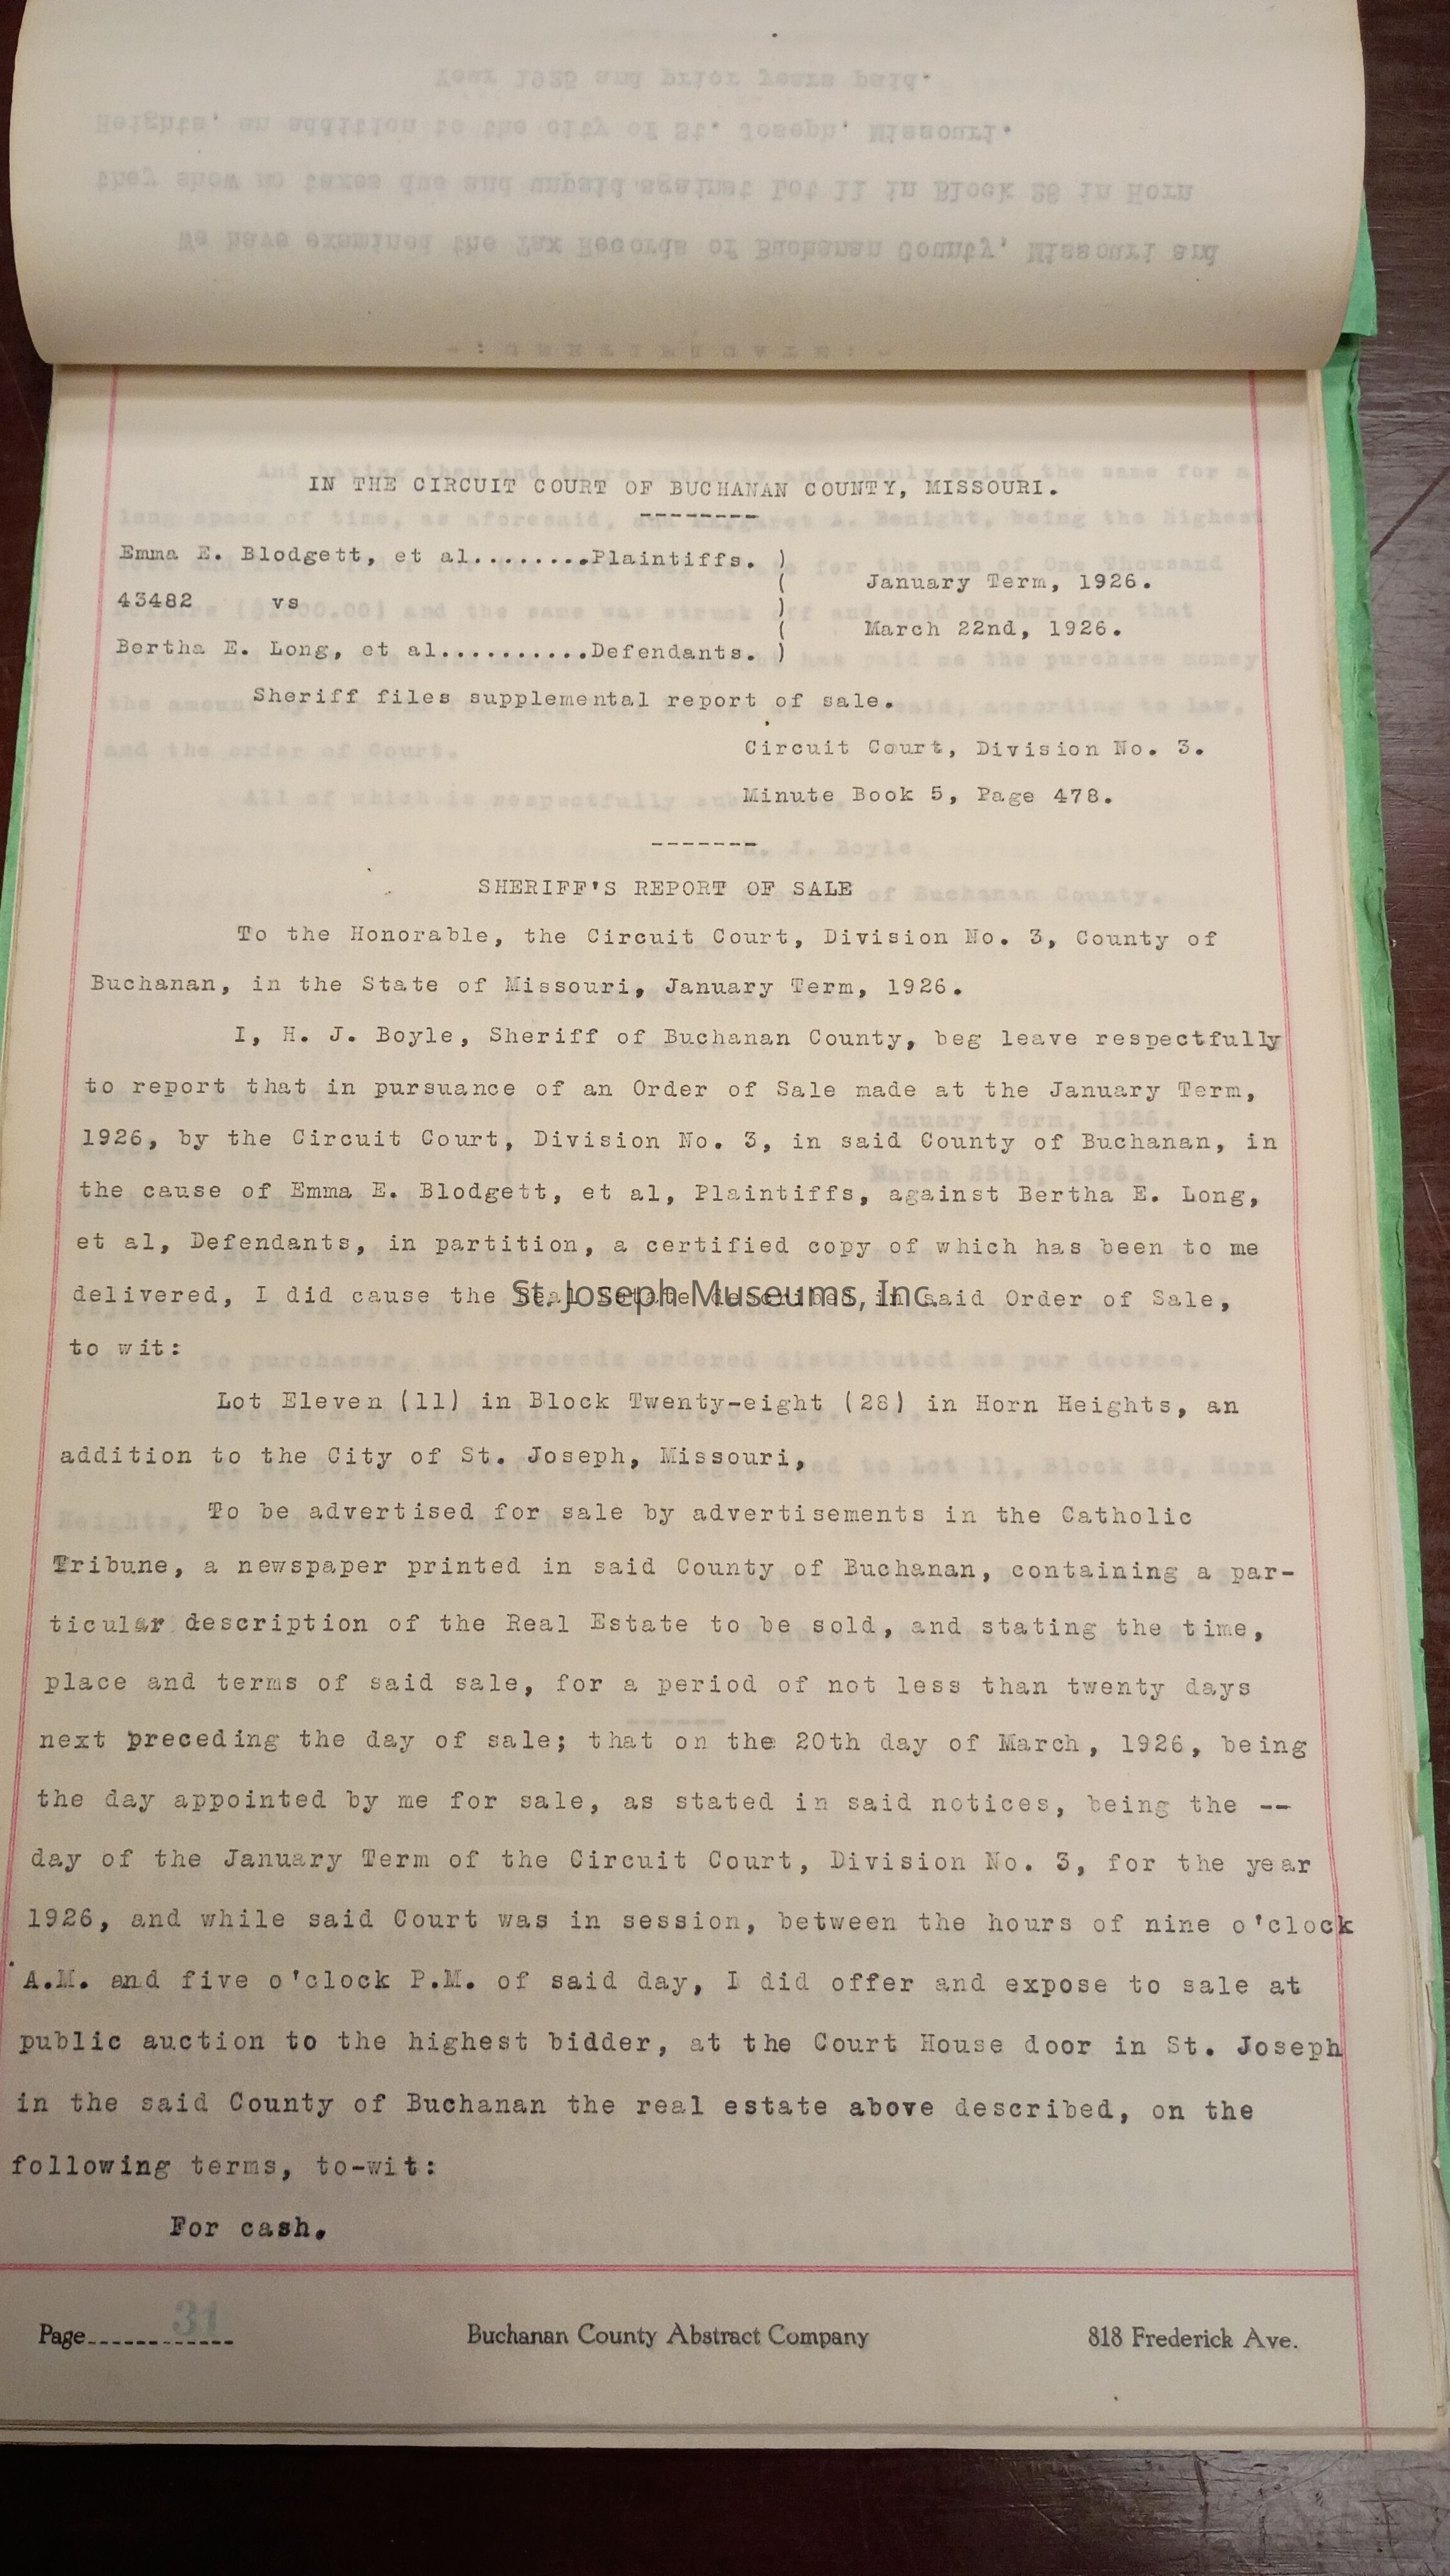 IN THE CIRCUIT COURT OF BUCHANAN COUNTY, MISSOURI.
--------
Emma E. Blodgett, et al.........Plaintiffs. )
(
January Term, 1926.
43482 vs )
( March 22nd, 1926.
Bertha E. Long, et al...........Defendants. )
Sheriff files supplemental report of sale.
Circuit Court, Division No. 3.
Minute Book 5, Page 478.
-------
SHERIFF'S REPORT OF SALE
To the Honorable, the Circuit Court, Division No. 3, County of
Buchanan, in the State of Missouri, January Term, 1926.
I, H. J. Boyle, Sheriff of Buchanan County, beg leave respectfully
to report that in pursuance of an Order of Sale made at the January Term,
1926, by the Circuit Court, Division No. 3, in said County of Buchanan, in
the cause of Emma E. Blodgett, et al, Plaintiffs, against Bertha E. Long,
et al, Defendants, in partition, a certified copy of which has been to me
delivered, I did cause the Real Estate described in said Order of Sale,
St. Joseph Museums, Inc.
to wit:
Lot Eleven (11) in Block Twenty-eight (28) in Horn Heights, an
addition to the City of St. Joseph, Missouri,
To be advertised for sale by advertisements in the Catholic
Tribune, a newspaper printed in said County of Buchanan, containing a par-
ticular description of the Real Estate to be sold, and stating the time,
place and terms of said sale, for a period of not less than twenty days
next preceding the day of sale; that on the 20th day of March, 1926, being
the day appointed by me for sale, as stated in said notices, being the --
day of the January Term of the Circuit Court, Division No. 3, for the year
1926, and while said Court was in session, between the hours of nine o'clock
A.M. and five o'clock P.M. of said day, I did offer and expose to sale at
public auction to the highest bidder, at the Court House door in St. Joseph
in the said County of Buchanan the real estate above described, on the
following terms, to-wit:
For cash.
Page 31 Buchanan County Abstract Company 818 Frederick Ave.